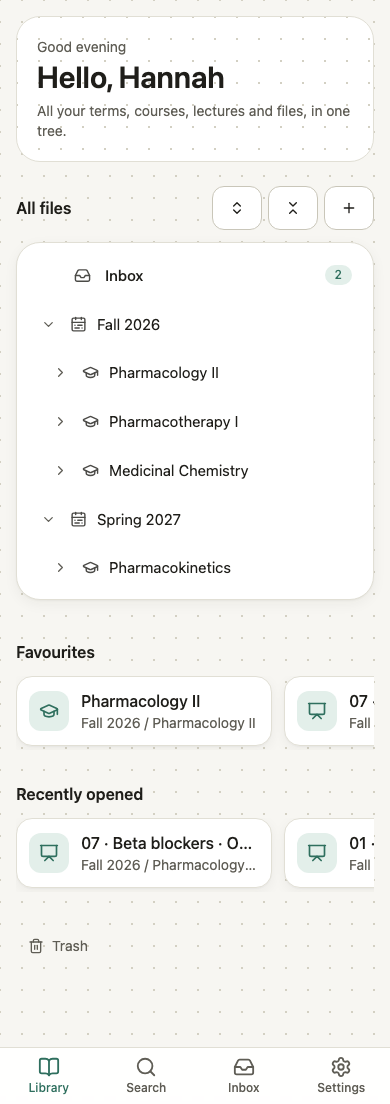 Good evening
Hello, Hannah
All your terms, courses, lectures and files, in one
tree.
All files
Inbox
2
Fall 2026
Pharmacology II
Pharmacotherapy I
Medicinal Chemistry
Spring 2027
Pharmacokinetics
Favourites
Pharmacology II
Fall 2026 / Pharmacology II
07 ·
Fall
Recently opened
07 · Beta blockers · O...
Fall 2026 / Pharmacology...
01 ·
Fall
Trash
Library
Search
Inbox
Settings